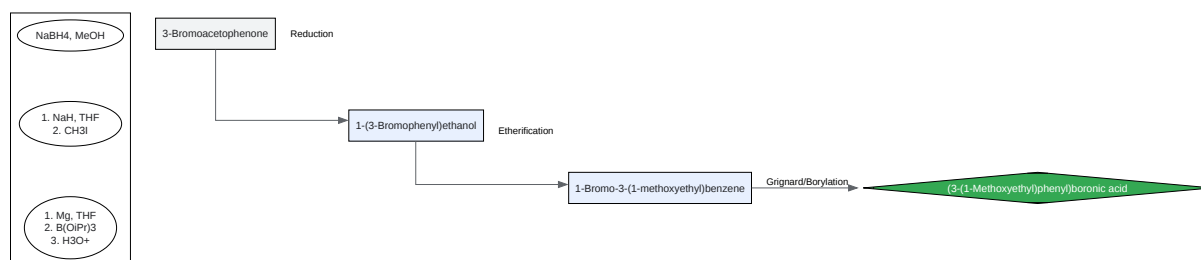 NaBH4, MeOH
3-Bromoacetophenone
Reduction
1. NaH, THF
2. CH3I
1-(3-Bromophenyl)ethanol
Etherification
1-Bromo-3-(1-methoxyethyl)benzene
Grignard/Borylation
(3-(1-Methoxyethyl)phenyl)boronic acid
1. Mg, THF
2. B(OiPr)3
3. H3O+